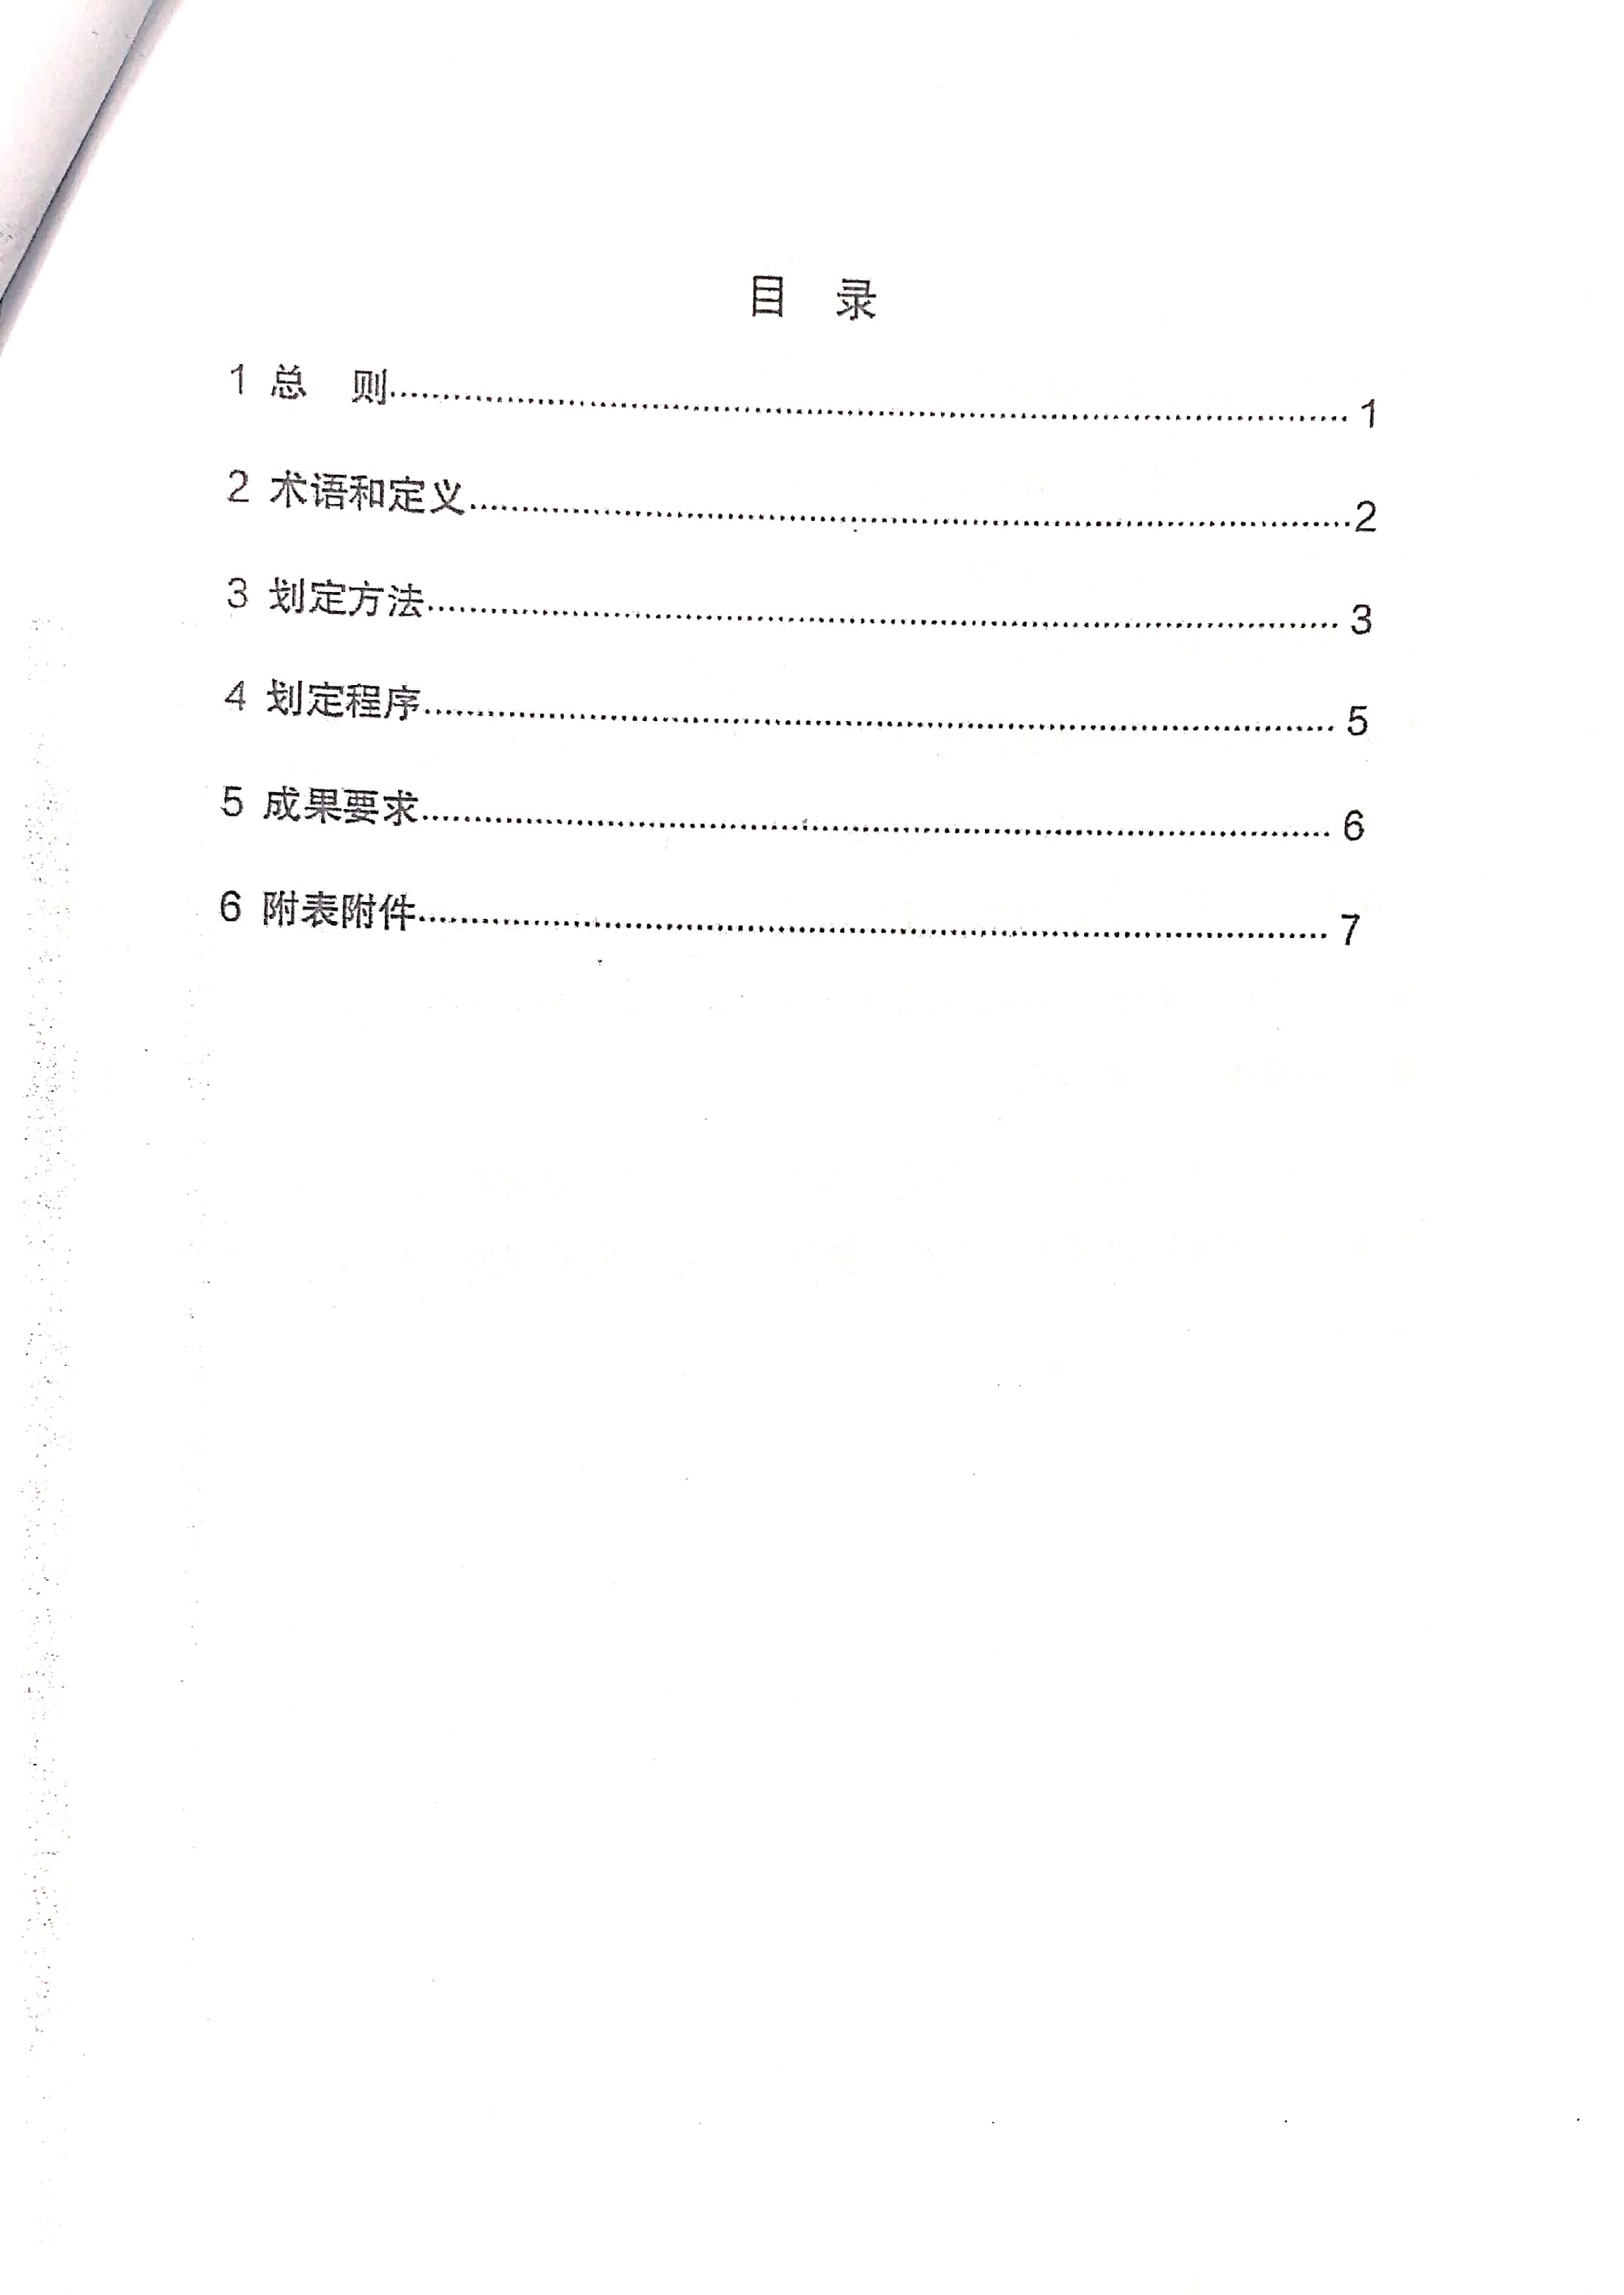 目 录
1 总 则........................................ 1
2 术语和定义........................................2
3 划定方法........................................ 3
4 划定程序........................................ 5
5 成果要求........................................ 6
6 附表附件........................................ 7